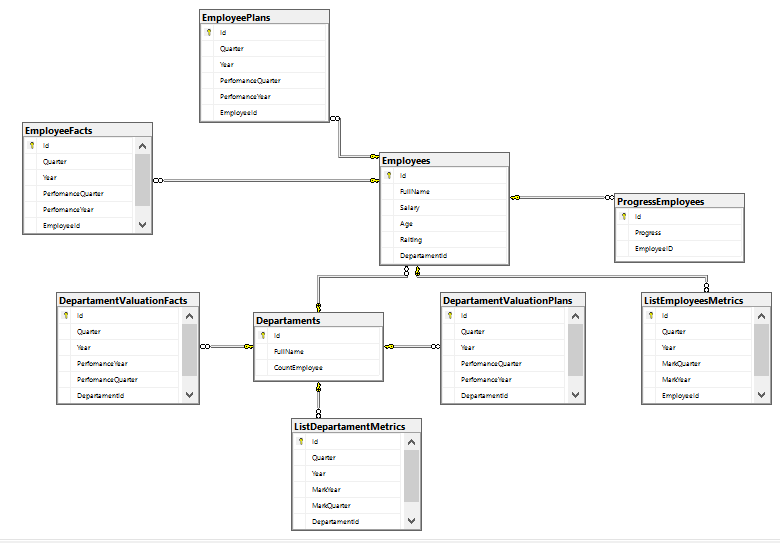 EmployeePlans
Id
Quarter
Year
PerfomanceQuarter
PerfomanceYear
EmployeeId
EmployeeFacts
Id
Quarter
Year
PerfomanceQuarter
PerfomanceYear
EmployeeId
Employees
Id
FullName
Salary
Age
Raiting
DepartamentId
ProgressEmployees
Id
Progress
EmployeeID
DepartamentValuationFacts
Id
Quarter
Year
PerfomanceYear
PerfomanceQuarter
DepartamentId
Departaments
Id
FullName
CountEmployee
DepartamentValuationPlans
Id
Quarter
Year
PerfomanceQuarter
PerfomanceYear
DepartamentId
ListEmployeesMetrics
Id
Quarter
Year
MarkQuarter
MarkYear
EmployeeId
ListDepartamentMetrics
Id
Quarter
Year
MarkYear
MarkQuarter
DepartamentId